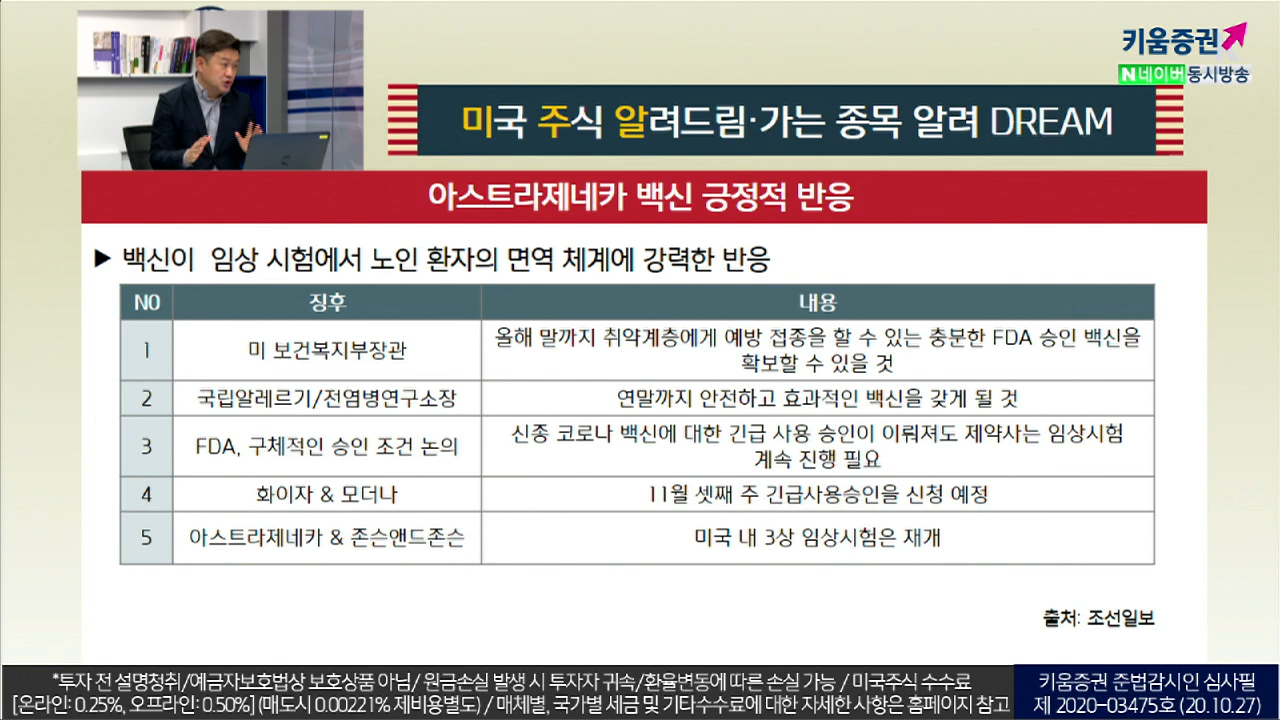 키움증권
N 네이버 동시방송
미국 주식 알려드림·가는 종목 알려 DREAM
아스트라제네카 백신 긍정적 반응
▶ 백신이 임상 시험에서 노인 환자의 면역 체계에 강력한 반응
NO 징후 내용
1 미 보건복지부장관 올해 말까지 취약계층에게 예방 접종을 할 수 있는 충분한 FDA 승인 백신을
확보할 수 있을 것
2 국립알레르기/전염병연구소장 연말까지 안전하고 효과적인 백신을 갖게 될 것
3 FDA, 구체적인 승인 조건 논의 신종 코로나 백신에 대한 긴급 사용 승인이 이뤄져도 제약사는 임상시험
계속 진행 필요
4 화이자 & 모더나 11월 셋째 주 긴급사용승인을 신청 예정
5 아스트라제네카 & 존슨앤드존슨 미국 내 3상 임상시험은 재개
출처: 조선일보
*투자 전 설명청취/예금자보호법상 보호상품 아님/ 원금손실 발생 시 투자자 귀속/환율변동에 따른 손실 가능 / 미국주식 수수료
[온라인: 0.25%, 오프라인: 0.50%] (매도시 0.00221% 제비용별도) / 매체별, 국가별 세금 및 기타수수료에 대한 자세한 사항은 홈페이지 참고
키움증권 준법감시인 심사필
제 2020-03475호 (20.10.27)